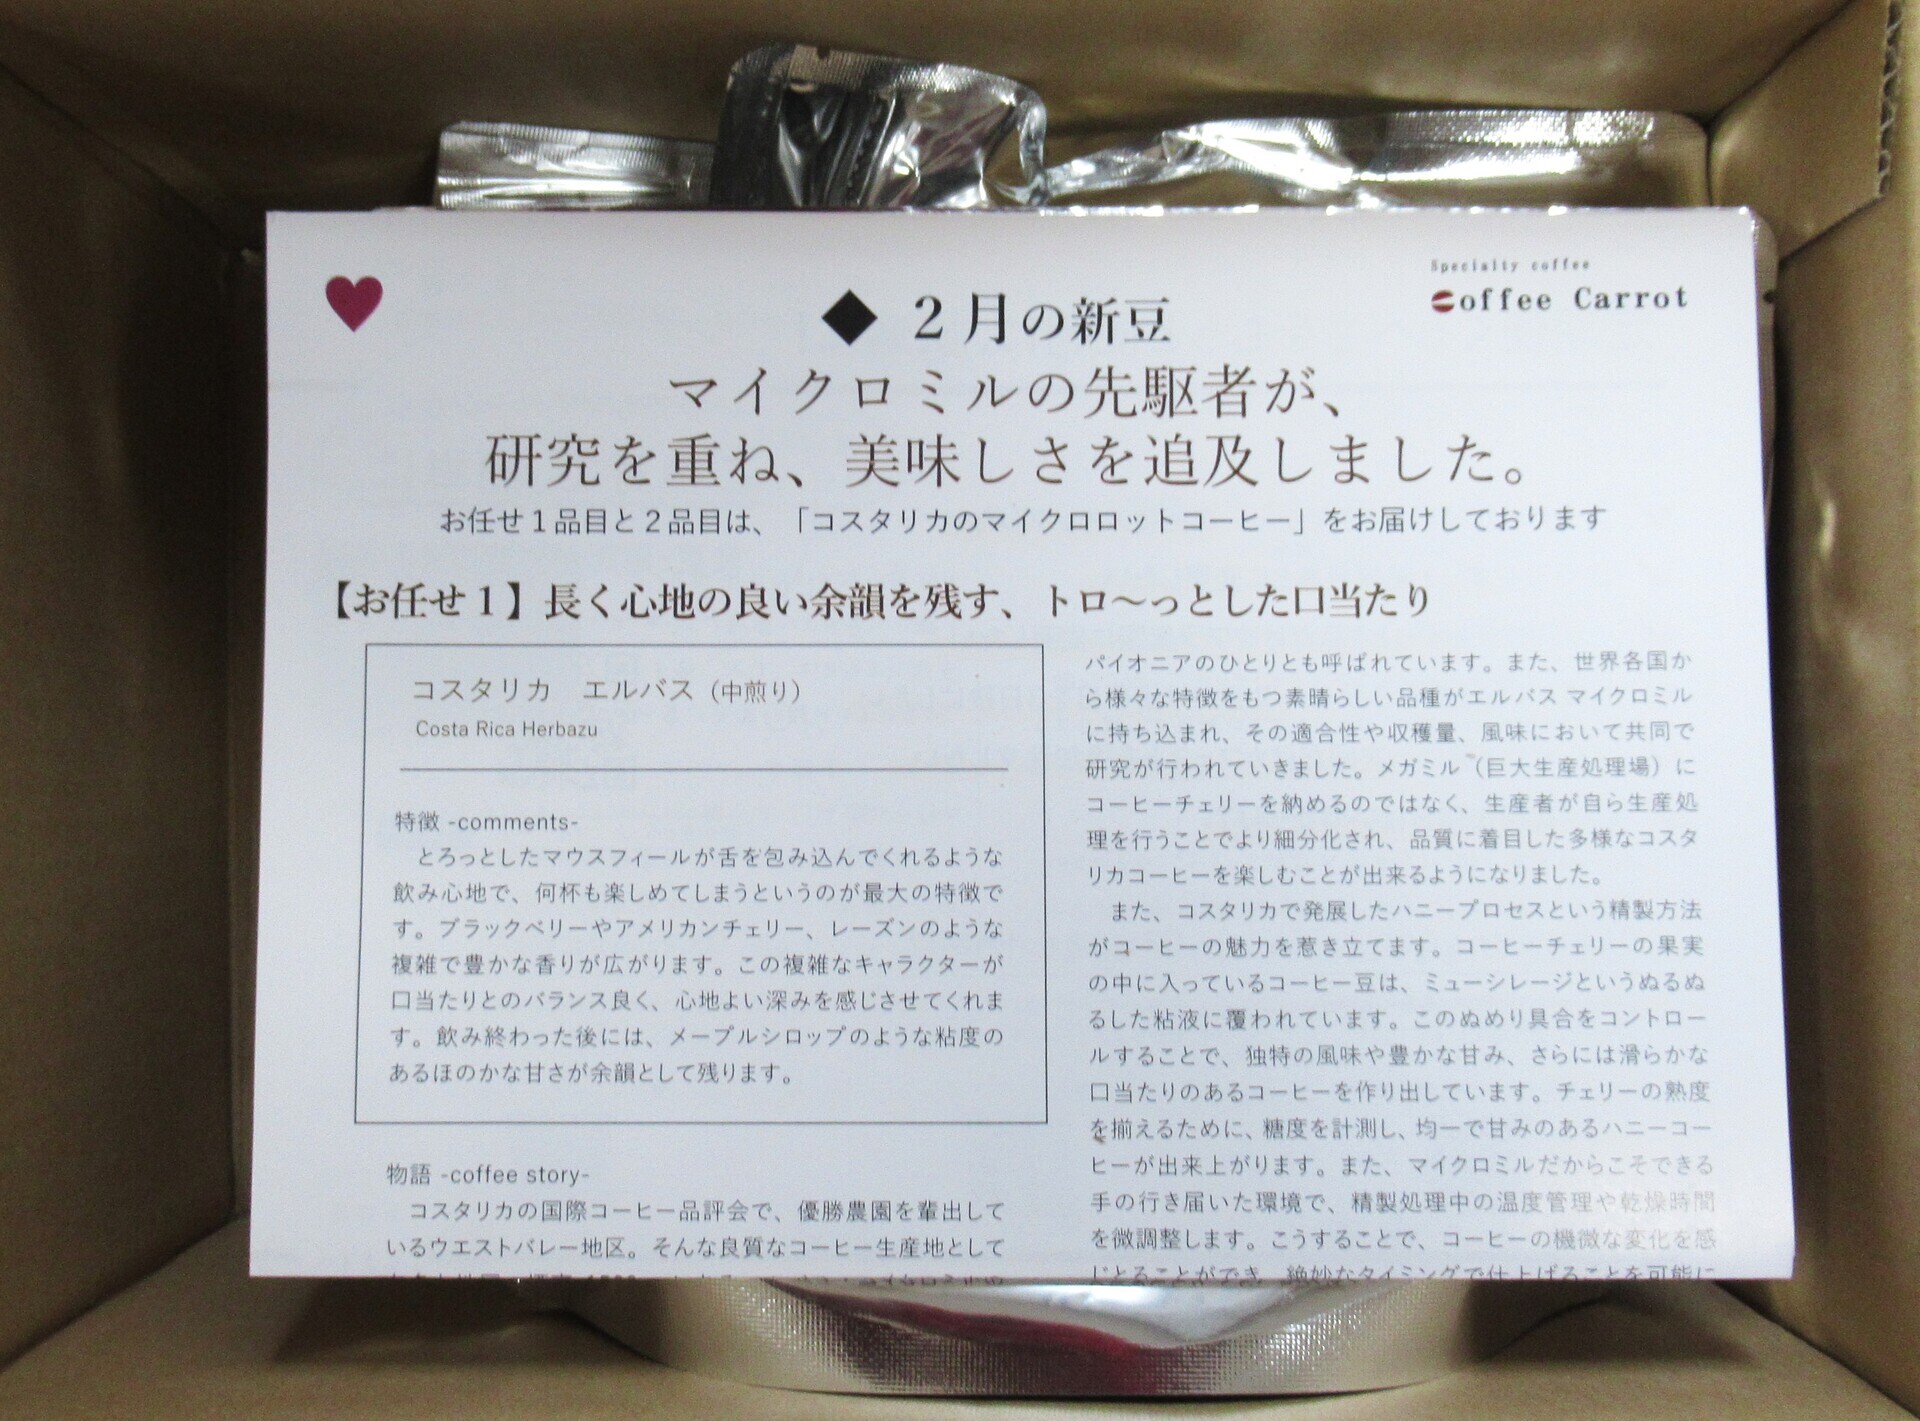 Specialty coffee
Coffee Carrot
◆ 2月の新豆
マイクロミルの先駆者が、
研究を重ね、美味しさを追及しました。
お任せ1品目と2品目は、「コスタリカのマイクロロットコーヒー」をお届けしております
【お任せ1】長く心地の良い余韻を残す、トロ～っとした口当たり
コスタリカ エルバス（中煎り）
Costa Rica Herbazu
特徴 -comments-
とろっとしたマウスフィールが舌を包み込んでくれるような
飲み心地で、何杯も楽しめてしまうというのが最大の特徴で
す。ブラックベリーやアメリカンチェリー、レーズンのような
複雑で豊かな香りが広がります。この複雑なキャラクターが
口当たりとのバランス良く、心地よい深みを感じさせてくれま
す。飲み終わった後には、メープルシロップのような粘度の
あるほのかな甘さが余韻として残ります。
物語 -coffee story-
コスタリカの国際コーヒー品評会で、優勝農園を輩出して
いるウエストバレー地区。そんな良質なコーヒー生産地として
パイオニアのひとりとも呼ばれています。また、世界各国か
ら様々な特徴をもつ素晴らしい品種がエルバス マイクロミル
に持ち込まれ、その適合性や収穫量、風味において共同で
研究が行われていきました。メガミル（巨大生産処理場）に
コーヒーチェリーを納めるのではなく、生産者が自ら生産処
理を行うことでより細分化され、品質に着目した多様なコスタ
リカコーヒーを楽しむことが出来るようになりました。
また、コスタリカで発展したハニープロセスという精製方法
がコーヒーの魅力を惹き立てます。コーヒーチェリーの果実
の中に入っているコーヒー豆は、ミューシレージというぬるぬ
るした粘液に覆われています。このぬめり具合をコントロー
ルすることで、独特の風味や豊かな甘み、さらには滑らかな
口当たりのあるコーヒーを作り出しています。チェリーの熟度
を揃えるために、糖度を計測し、均一で甘みのあるハニーコー
ヒーが出来上がります。また、マイクロミルだからこそできる
手の行き届いた環境で、精製処理中の温度管理や乾燥時間
を微調整します。こうすることで、コーヒーの機微な変化を感
じとることができ、絶妙なタイミングで仕上げることを可能に